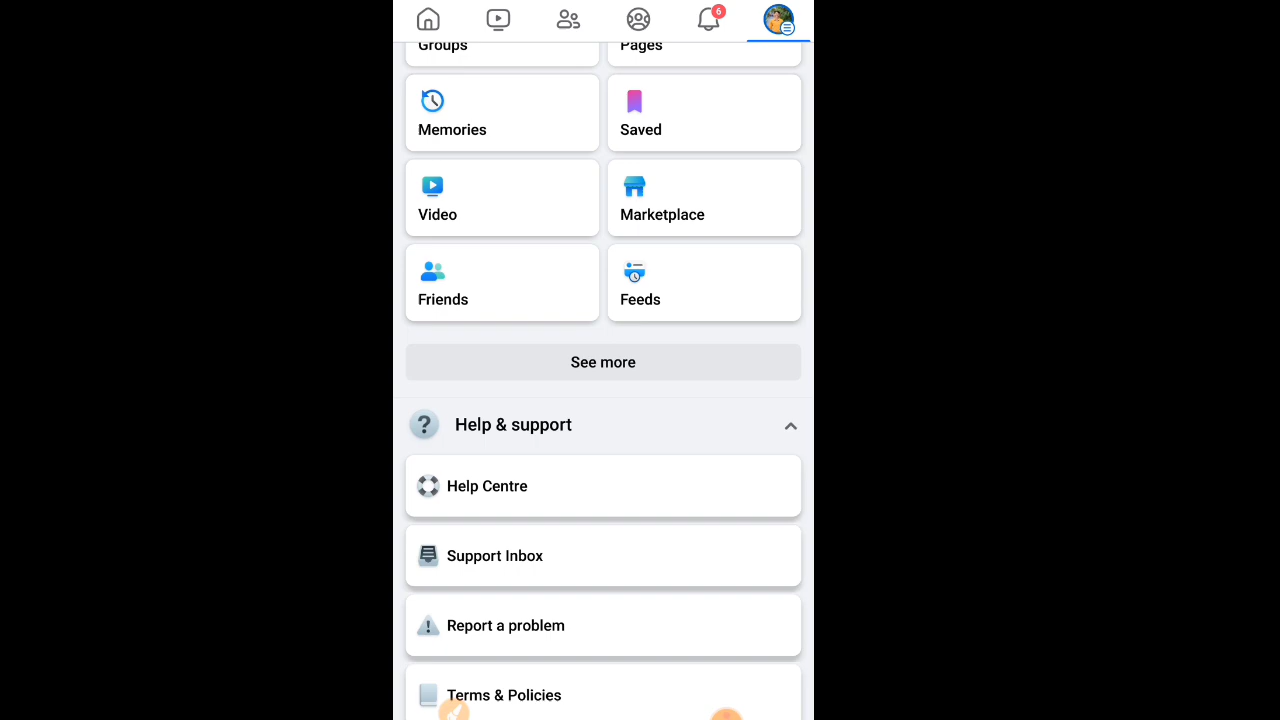 6
Groups
Pages
Memories
Saved
Video
Marketplace
Friends
Feeds
See more
? Help & support
Help Centre
Support Inbox
Report a problem
Terms & Policies